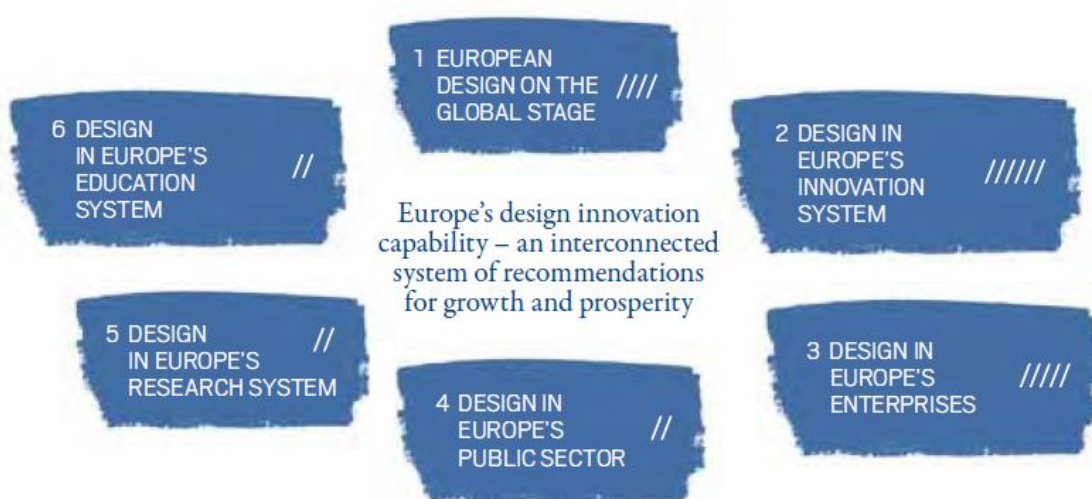 1 EUROPEAN
DESIGN ON THE ////
GLOBAL STAGE
2 DESIGN IN
EUROPE'S
INNOVATION //////
SYSTEM
3 DESIGN IN
EUROPE'S /////
ENTERPRISES
4 DESIGN IN
EUROPE'S //
PUBLIC SECTOR
5 DESIGN //
IN EUROPE'S
RESEARCH SYSTEM
6 DESIGN
IN EUROPE'S //
EDUCATION
SYSTEM
Europe's design innovation
capability – an interconnected
system of recommendations
for growth and prosperity